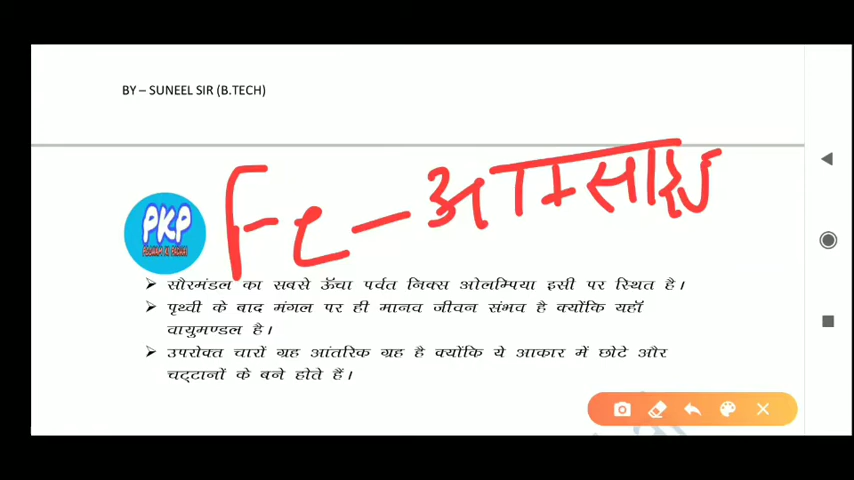 BY – SUNEEL SIR (B.TECH)
Fe –
PKP
सौरमंडल का सबसे ऊँचा पर्वत निक्स ओलम्पिया इसी पर स्थित है।
पृथ्वी के बाद मंगल पर ही मानव जीवन संभव है क्योंकि यहाँ
वायुमण्डल है।
उपरोक्त चारों ग्रह आंतरिक ग्रह है क्योंकि ये आकार में छोटे और
चट्टानों के बने होते हैं।